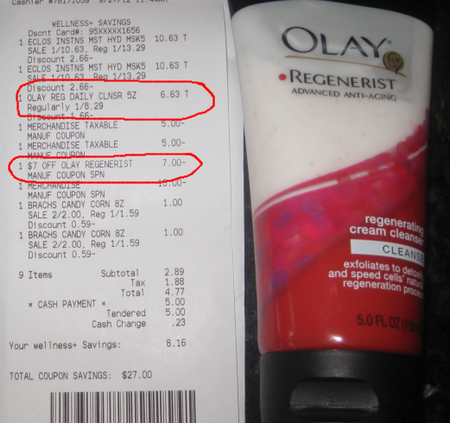 Cashier #78171059 9/27/12
WELLNESS+ SAVINGS
Dscnt Card#: 95XXXXX1656
1 ECLOS INSTNS MST HYD MSK5 10.63 T
SALE 1/10.63, Reg 1/13.29
Discount 2.66-
1 ECLOS INSTNS MST HYD MSK5 10.63 T
SALE 1/10.63, Reg 1/13.29
Discount 2.66-
1 OLAY REG DAILY CLNSR 5Z 6.63 T
Regularly 1/8.29
Discount 1.66-
1 MERCHANDISE TAXABLE 5.00-
MANUF COUPON
1 MERCHANDISE TAXABLE 5.00-
MANUF COUPON
1 $7 OFF OLAY REGENERIST 7.00-
MANUF COUPON SPN
1 MERCHANDISE 10.00-
MANUF COUPON SPN
1 BRACHS CANDY CORN 8Z 1.00
SALE 2/2.00, Reg 1/1.59
Discount 0.59-
1 BRACHS CANDY CORN 8Z 1.00
SALE 2/2.00, Reg 1/1.59
Discount 0.59-
9 Items Subtotal 2.89
Tax 1.88
Total 4.77
* CASH PAYMENT * 5.00
Tendered 5.00
Cash Change .23
Your wellness+ Savings: 8.16
TOTAL COUPON SAVINGS: $27.00
OLAY
REGENERIST
ADVANCED ANTI-AGING
regenerating
cream cleanser
CLEANSE
exfoliates to detoxify
and speed cells' natural
regeneration process
5.0 FL OZ